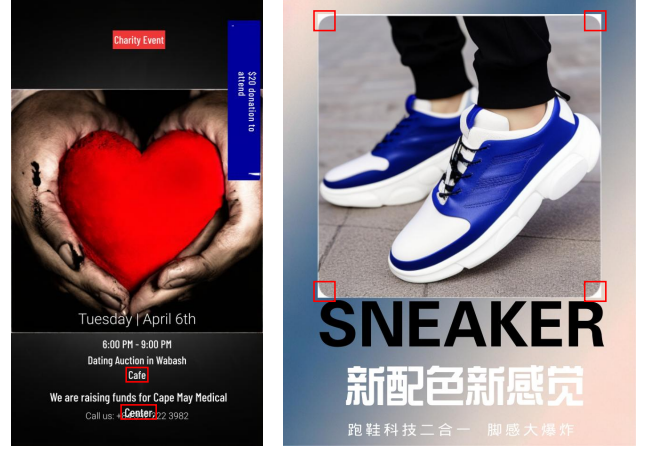 Charity Event
$20 donation to
attend
Tuesday | April 6th
6:00 PM - 9:00 PM
Dating Auction in Wabash
Cafe
We are raising funds for Cape May Medical
Center
Call us: 222 3982
SNEAKER
新配色新感觉
跑鞋科技二合一 脚感大爆炸